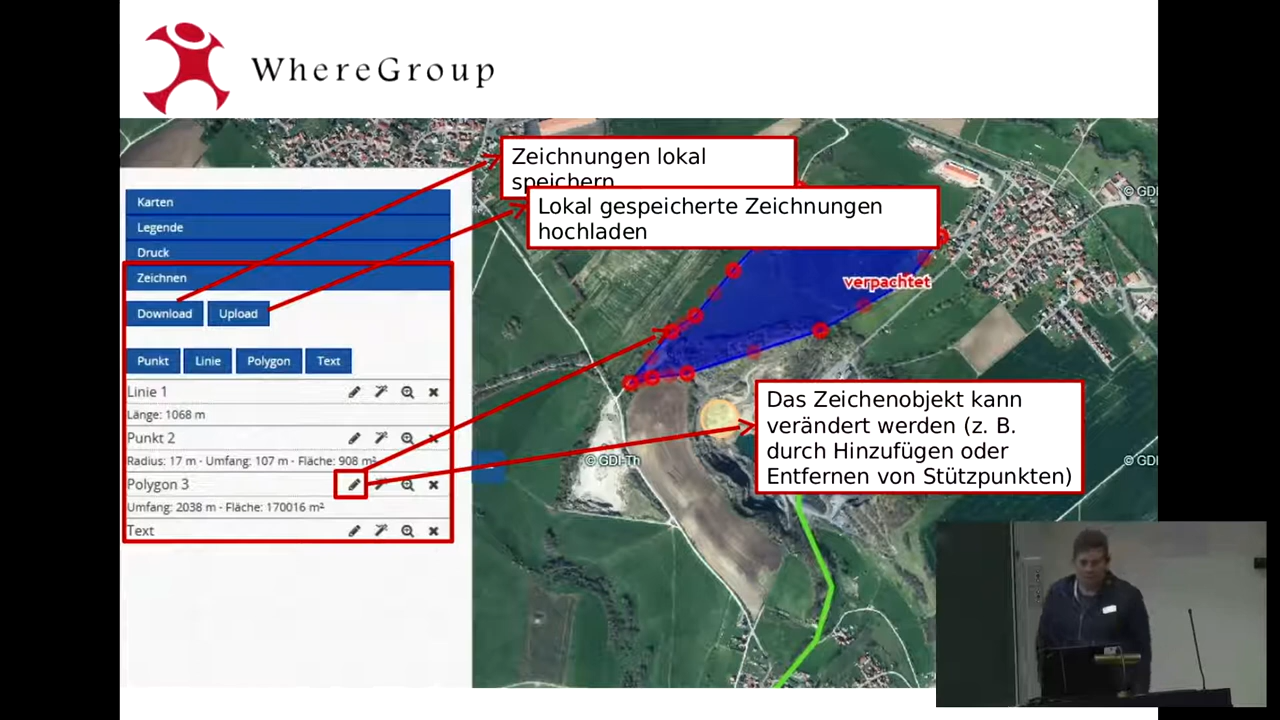 WhereGroup
Zeichnungen lokal
speichern
Lokal gespeicherte Zeichnungen
hochladen
© GDI
Karten
Legende
Druck
Zeichnen
Download Upload
verpachtet
Punkt Linie Polygon Text
Linie 1
Länge: 1068 m
Punkt 2
Radius: 17 m - Umfang: 107 m - Fläche: 908 m²
Polygon 3
Umfang: 2038 m - Fläche: 170016 m²
Text
Das Zeichenobjekt kann
verändert werden (z. B.
durch Hinzufügen oder
Entfernen von Stützpunkten)
© GDI-Th
© GDI